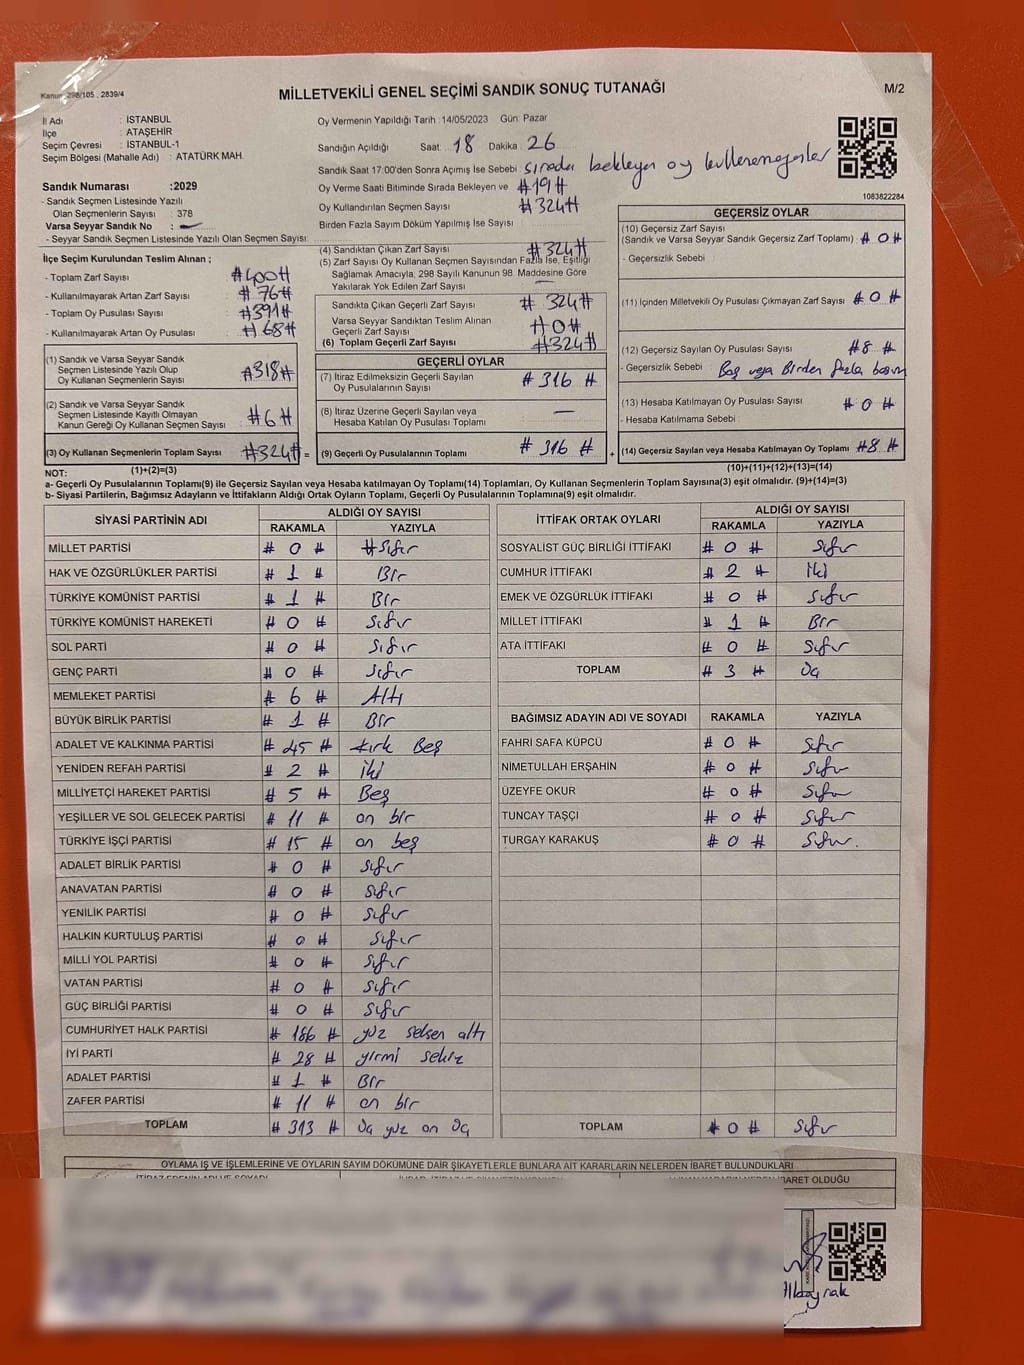 Kanun: 298/105 , 2839/4
MİLLETVEKİLİ GENEL SEÇİMİ SANDIK SONUÇ TUTANAĞI
M/2
İl Adı : İSTANBUL
İlçe : ATAŞEHİR
Seçim Çevresi : İSTANBUL-1
Seçim Bölgesi (Mahalle Adı) : ATATÜRK MAH.
Oy Vermenin Yapıldığı Tarih :14/05/2023 Gün: Pazar
Sandığın Açıldığı Saat: 18 Dakika: 26
Sandık Saat 17:00'den Sonra Açımış İse Sebebi sırada bekleyen oy
Oy Verme Saati Bitiminde Sırada Bekleyen ve #19#
Oy Kullandırılan Seçmen Sayısı #324#
Birden Fazla Sayım Döküm Yapılmış İse Sayısı
1083822284
Sandık Numarası :2029
- Sandık Seçmen Listesinde Yazılı
Olan Seçmenlerin Sayısı : 378
Varsa Seyyar Sandık No :
- Seyyar Sandık Seçmen Listesinde Yazılı Olan Seçmen Sayısı:
İlçe Seçim Kurulundan Teslim Alınan ;
- Toplam Zarf Sayısı #400#
- Kullanılmayarak Artan Zarf Sayısı #76#
- Toplam Oy Pusulası Sayısı #391#
- Kullanılmayarak Artan Oy Pusulası #68#
(1) Sandık ve Varsa Seyyar Sandık
Seçmen Listesinde Yazılı Olup
Oy Kullanan Seçmenlerin Sayısı #318#
(2) Sandık ve Varsa Seyyar Sandık
Seçmen Listesinde Kayıtlı Olmayan
Kanun Gereği Oy Kullanan Seçmen Sayısı #6#
(3) Oy Kullanan Seçmenlerin Toplam Sayısı #324# =
(1)+(2)=(3)
(4) Sandıktan Çıkan Zarf Sayısı #324#
(5) Zarf Sayısı Oy Kullanan Seçmen Sayısından Fazla İse, Eşitliği
Sağlamak Amacıyla, 298 Sayılı Kanunun 98. Maddesine Göre
Yakılarak Yok Edilen Zarf Sayısı —
Sandıkta Çıkan Geçerli Zarf Sayısı # 324#
Varsa Seyyar Sandıktan Teslim Alınan
Geçerli Zarf Sayısı #0#
(6) Toplam Geçerli Zarf Sayısı #324#
GEÇERLİ OYLAR
(7) İtiraz Edilmeksizin Geçerli Sayılan
Oy Pusulalarının Sayısı # 316 #
(8) İtiraz Üzerine Geçerli Sayılan veya
Hesaba Katılan Oy Pusulası Toplamı —
(9) Geçerli Oy Pusulalarının Toplamı # 316 # +
GEÇERSİZ OYLAR
(10) Geçersiz Zarf Sayısı
(Sandık ve Varsa Seyyar Sandık Geçersiz Zarf Toplamı) : # 0 #
- Geçersizlik Sebebi :
(11) İçinden Milletvekili Oy Pusulası Çıkmayan Zarf Sayısı # 0 #
(12) Geçersiz Sayılan Oy Pusulası Sayısı #8 #
- Geçersizlik Sebebi Boş veya Birden fazla
(13) Hesaba Katılmayan Oy Pusulası Sayısı # 0 #
- Hesaba Katılmama Sebebi :
(14) Geçersiz Sayılan veya Hesaba Katılmayan Oy Toplamı #8 #
(10)+(11)+(12)+(13)=(14)
NOT:
a- Geçerli Oy Pusulalarının Toplamı(9) ile Geçersiz Sayılan veya Hesaba katılmayan Oy Toplamı(14) Toplamları, Oy Kullanan Seçmenlerin Toplam Sayısına(3) eşit olmalıdır. (9)+(14)=(3)
b- Siyasi Partilerin, Bağımsız Adayların ve İttifakların Aldığı Ortak Oyların Toplamı, Geçerli Oy Pusulalarının Toplamına(9) eşit olmalıdır.
SİYASİ PARTİNİN ADI ALDIĞI OY SAYISI
RAKAMLA YAZIYLA
MİLLET PARTİSİ # 0 # #Sıfır
HAK VE ÖZGÜRLÜKLER PARTİSİ # 1 # Bir
TÜRKİYE KOMÜNİST PARTİSİ # 1 # Bir
TÜRKİYE KOMÜNİST HAREKETİ # 0 # Sıfır
SOL PARTİ # 0 # Sıfır
GENÇ PARTİ # 0 # sıfır
MEMLEKET PARTİSİ # 6 # Altı
BÜYÜK BİRLİK PARTİSİ # 1 # Bir
ADALET VE KALKINMA PARTİSİ # 45 # kırk Beş
YENİDEN REFAH PARTİSİ # 2 # iki
MİLLİYETÇİ HAREKET PARTİSİ # 5 # Beş
YEŞİLLER VE SOL GELECEK PARTİSİ # 11 # on bir
TÜRKİYE İŞÇİ PARTİSİ # 15 # on beş
ADALET BİRLİK PARTİSİ # 0 # sıfır
ANAVATAN PARTİSİ # 0 # sıfır
YENİLİK PARTİSİ # 0 # sıfır
HALKIN KURTULUŞ PARTİSİ # 0 # sıfır
MİLLİ YOL PARTİSİ # 0 # sıfır
VATAN PARTİSİ # 0 # sıfır
GÜÇ BİRLİĞİ PARTİSİ # 0 # sıfır
CUMHURİYET HALK PARTİSİ # 186 # yüz seksen altı
İYİ PARTİ # 28 # yirmi sekiz
ADALET PARTİSİ # 1 # Bir
ZAFER PARTİSİ # 11 # on bir
TOPLAM # 313 # Üç yüz on Üç
İTTİFAK ORTAK OYLARI ALDIĞI OY SAYISI
RAKAMLA YAZIYLA
SOSYALİST GÜÇ BİRLİĞİ İTTİFAKI # 0 # Sıfır
CUMHUR İTTİFAKI # 2 # iki
EMEK VE ÖZGÜRLÜK İTTİFAKI # 0 # Sıfır
MİLLET İTTİFAKI # 1 # Bir
ATA İTTİFAKI # 0 # Sıfır
TOPLAM # 3 # Üç
BAĞIMSIZ ADAYIN ADI VE SOYADI RAKAMLA YAZIYLA
FAHRİ SAFA KÜPCÜ # 0 # Sıfır
NİMETULLAH ERŞAHİN # 0 # Sıfır
ÜZEYFE OKUR # 0 # Sıfır
TUNCAY TAŞÇI # 0 # Sıfır
TURGAY KARAKUŞ # 0 # Sıfır.
TOPLAM # 0 # Sıfır
OYLAMA İŞ VE İŞLEMLERİNE VE OYLARIN SAYIM DÖKÜMÜNE DAİR ŞİKAYETLERLE BUNLARA AİT KARARLARIN NELERDEN İBARET BULUNDUKLARI
OLDUĞU